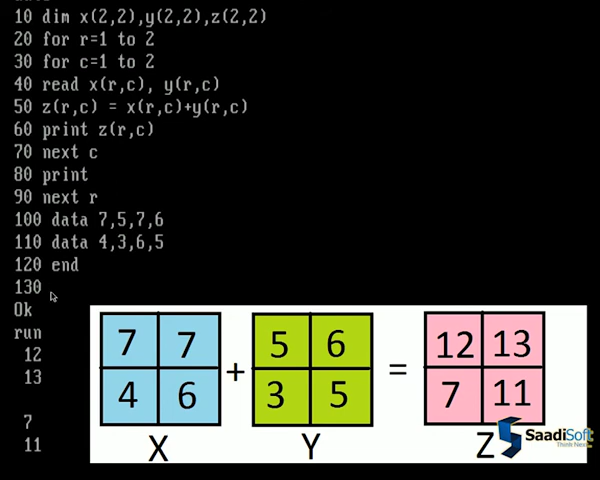 10 dim x(2,2),y(2,2),z(2,2)
20 for r=1 to 2
30 for c=1 to 2
40 read x(r,c), y(r,c)
50 z(r,c) = x(r,c)+y(r,c)
60 print z(r,c)
70 next c
80 print
90 next r
100 data 7,5,7,6
110 data 4,3,6,5
120 end
130
Ok
run
12
13
7
11
7 7 5 6 12 13
+ =
4 6 3 5 7 11
X Y Z
SaadiSoft
Think Next